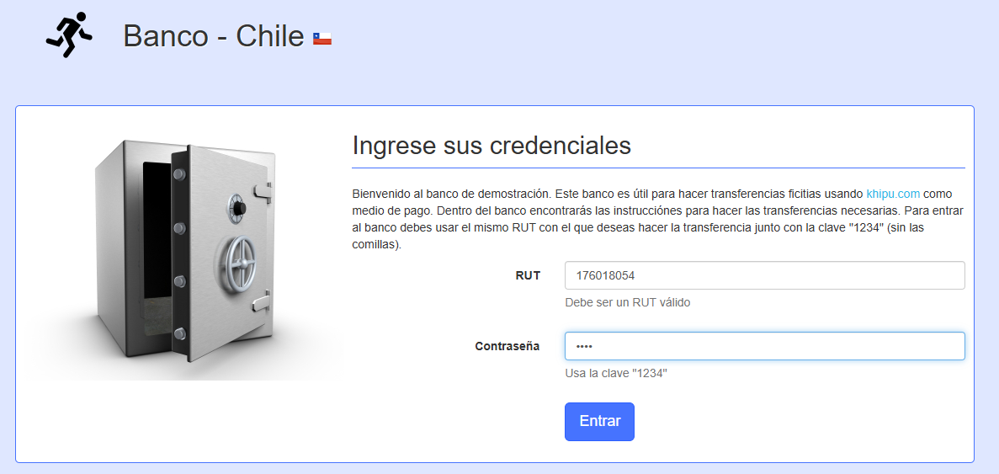 Banco - Chile
Ingrese sus credenciales
Bienvenido al banco de demostración. Este banco es útil para hacer transferencias ficitias usando khipu.com como
medio de pago. Dentro del banco encontrarás las instrucciónes para hacer las transferencias necesarias. Para entrar
al banco debes usar el mismo RUT con el que deseas hacer la transferencia junto con la clave "1234" (sin las
comillas).
RUT 176018054
Debe ser un RUT válido
Contraseña ••••
Usa la clave "1234"
Entrar